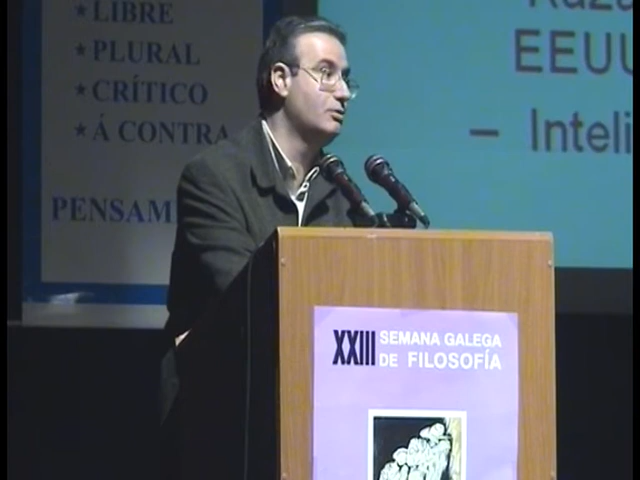 ★LIBRE
★PLURAL
★CRÍTICO
★Á CONTRA
PENSAM
EEUU
– Inteli
XXIII SEMANA GALEGA
DE FILOSOFÍA